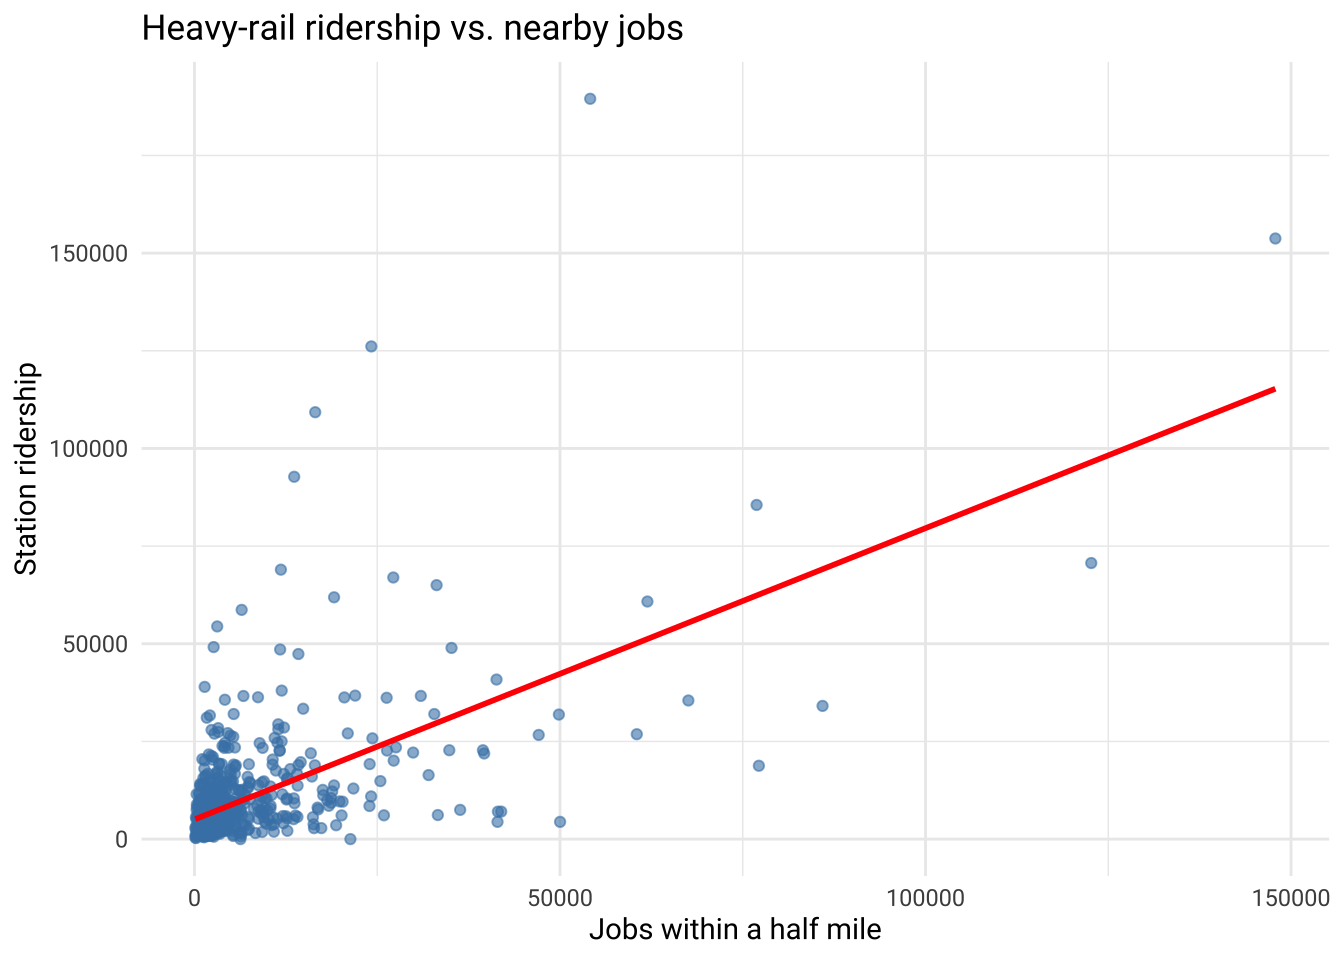 Heavy-rail ridership vs. nearby jobs
Station ridership
150000
100000
50000
0
0 50000 100000 150000
Jobs within a half mile